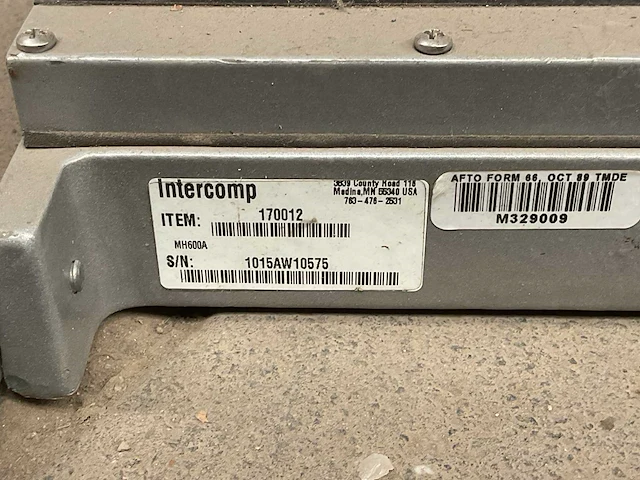 Intercomp
3839 County Road 116
Medina, MN 55340 USA
763-476-2531
ITEM: 170012
MH600A
S/N: 1015AW10575
AFTO FORM 66, OCT 89 TMDE
M329009